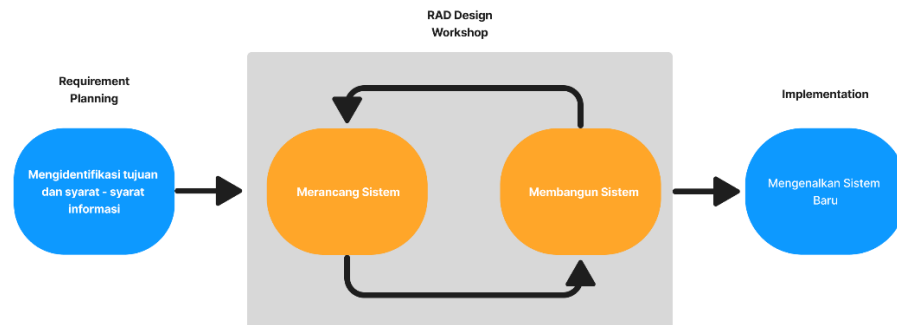 RAD Design
Workshop
Requirement
Planning
Implementation
Mengidentifikasi tujuan
dan syarat - syarat
informasi
Merancang Sistem
Membangun Sistem
Mengenalkan Sistem
Baru